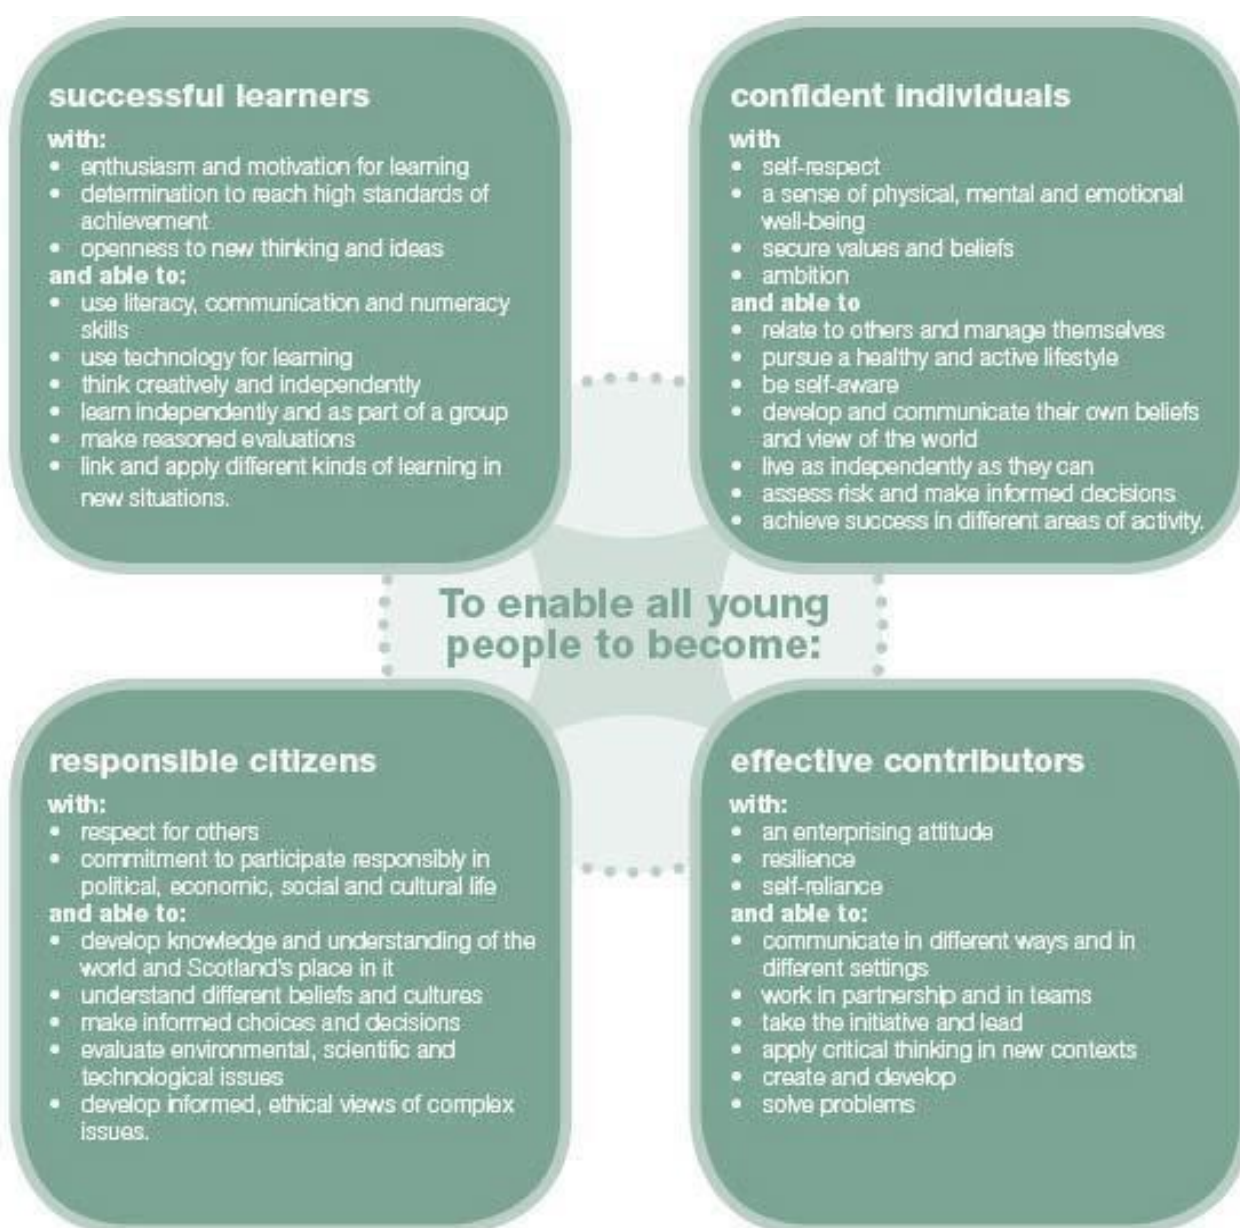 successful learners
with:
• enthusiasm and motivation for learning
• determination to reach high standards of
achievement
• openness to new thinking and ideas
and able to:
• use literacy, communication and numeracy
skills
• use technology for learning
• think creatively and independently
• learn independently and as part of a group
• make reasoned evaluations
• link and apply different kinds of learning in
new situations.
confident individuals
with
• self-respect
• a sense of physical, mental and emotional
well-being
• secure values and beliefs
• ambition
and able to
• relate to others and manage themselves
• pursue a healthy and active lifestyle
• be self-aware
• develop and communicate their own beliefs
and view of the world
• live as independently as they can
• assess risk and make informed decisions
• achieve success in different areas of activity.
To enable all young
people to become:
responsible citizens
with:
• respect for others
• commitment to participate responsibly in
political, economic, social and cultural life
and able to:
• develop knowledge and understanding of the
world and Scotland's place in it
• understand different beliefs and cultures
• make informed choices and decisions
• evaluate environmental, scientific and
technological issues
• develop informed, ethical views of complex
issues.
effective contributors
with:
• an enterprising attitude
• resilience
• self-reliance
and able to:
• communicate in different ways and in
different settings
• work in partnership and in teams
• take the initiative and lead
• apply critical thinking in new contexts
• create and develop
• solve problems